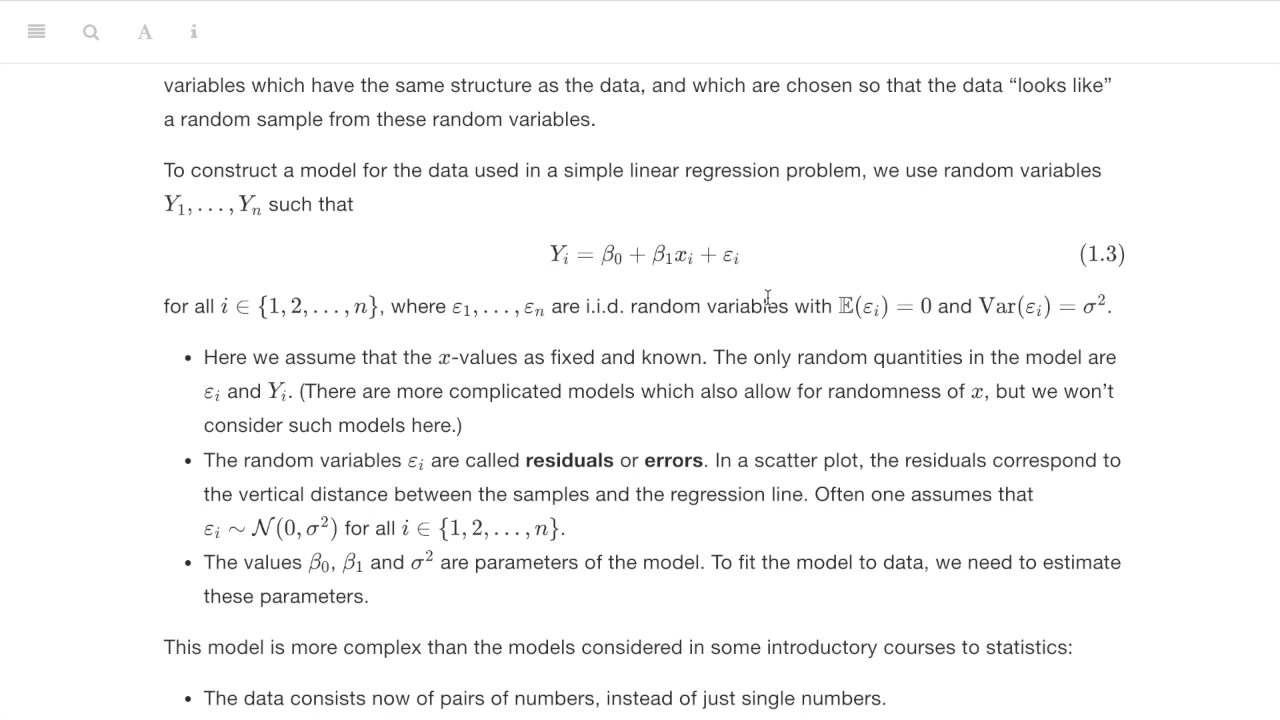 variables which have the same structure as the data, and which are chosen so that the data “looks like”
a random sample from these random variables.
To construct a model for the data used in a simple linear regression problem, we use random variables
Y₁, . . . , Yₙ such that
Yᵢ = β₀ + β₁xᵢ + εᵢ (1.3)
for all i ∈ {1, 2, . . . , n}, where ε₁, . . . , εₙ are i.i.d. random variables with 𝔼(εᵢ) = 0 and Var(εᵢ) = σ².
• Here we assume that the x-values as fixed and known. The only random quantities in the model are
εᵢ and Yᵢ. (There are more complicated models which also allow for randomness of x, but we won’t
consider such models here.)
• The random variables εᵢ are called residuals or errors. In a scatter plot, the residuals correspond to
the vertical distance between the samples and the regression line. Often one assumes that
εᵢ ∼ 𝒩(0, σ²) for all i ∈ {1, 2, . . . , n}.
• The values β₀, β₁ and σ² are parameters of the model. To fit the model to data, we need to estimate
these parameters.
This model is more complex than the models considered in some introductory courses to statistics:
• The data consists now of pairs of numbers, instead of just single numbers.